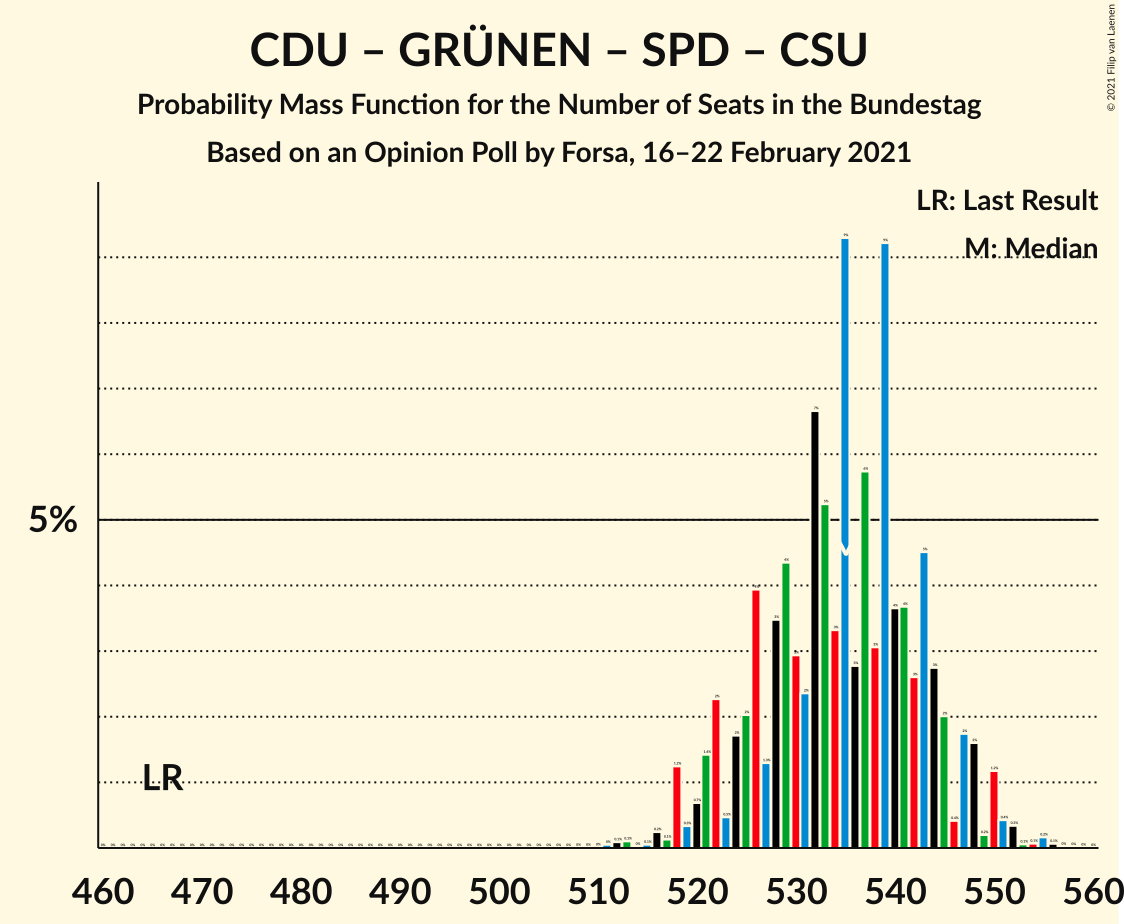 CDU – GRÜNEN – SPD – CSU
Probability Mass Function for the Number of Seats in the Bundestag
Based on an Opinion Poll by Forsa, 16–22 February 2021
© 2021 Filip van Laenen
LR: Last Result
M: Median
5%
M
LR
460 470 480 490 500 510 520 530 540 550 560